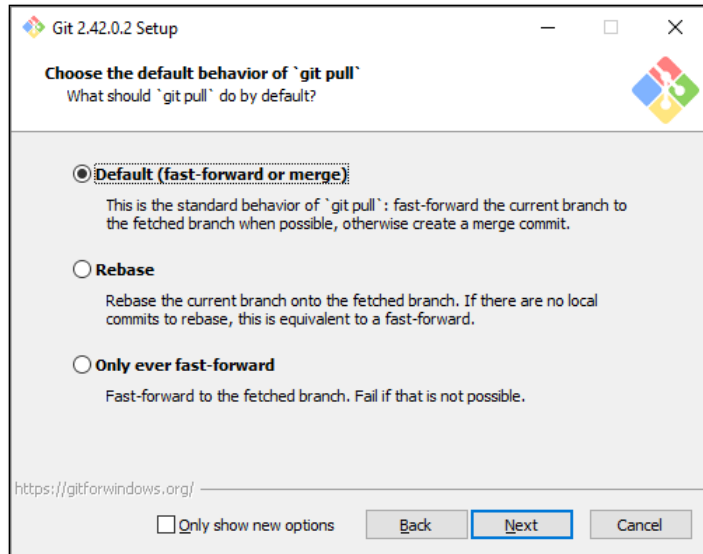 Git 2.42.0.2 Setup
Choose the default behavior of `git pull`
What should `git pull` do by default?
Default (fast-forward or merge)
This is the standard behavior of `git pull`: fast-forward the current branch to
the fetched branch when possible, otherwise create a merge commit.
Rebase
Rebase the current branch onto the fetched branch. If there are no local
commits to rebase, this is equivalent to a fast-forward.
Only ever fast-forward
Fast-forward to the fetched branch. Fail if that is not possible.
https://gitforwindows.org/
Only show new options Back Next Cancel